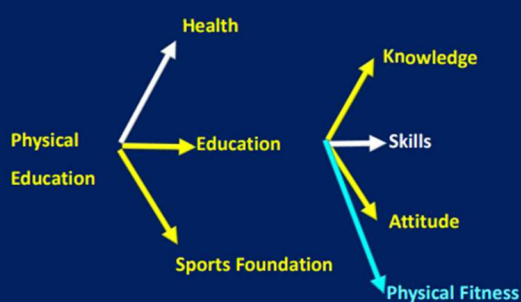 Health
Knowledge
Physical
Education
Education
Skills
Attitude
Sports Foundation
Physical Fitness